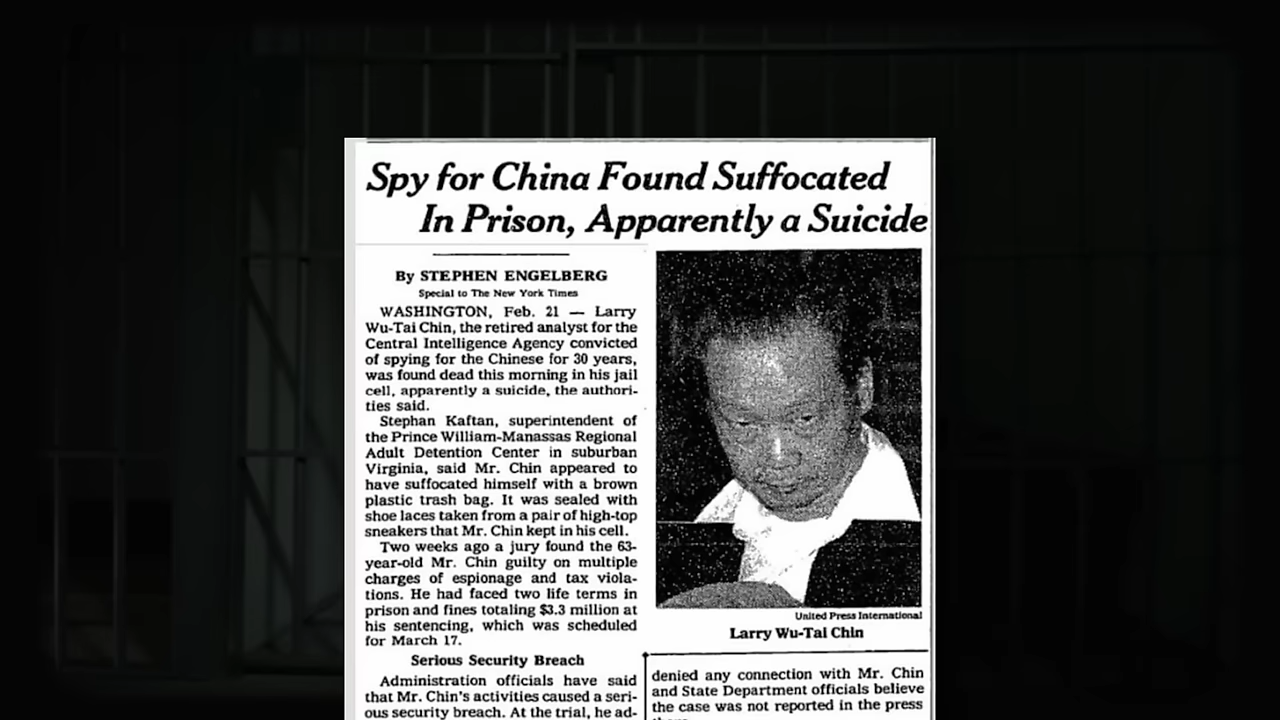 Spy for China Found Suffocated
In Prison, Apparently a Suicide
By STEPHEN ENGELBERG
Special to The New York Times
WASHINGTON, Feb. 21 — Larry
Wu-Tai Chin, the retired analyst for the
Central Intelligence Agency convicted
of spying for the Chinese for 30 years,
was found dead this morning in his jail
cell, apparently a suicide, the authori-
ties said.
Stephan Kaftan, superintendent of
the Prince William-Manassas Regional
Adult Detention Center in suburban
Virginia, said Mr. Chin appeared to
have suffocated himself with a brown
plastic trash bag. It was sealed with
shoe laces taken from a pair of high-top
sneakers that Mr. Chin kept in his cell.
Two weeks ago a jury found the 63-
year-old Mr. Chin guilty on multiple
charges of espionage and tax viola-
tions. He had faced two life terms in
prison and fines totaling $3.3 million at
his sentencing, which was scheduled
for March 17.
Serious Security Breach
Administration officials have said
that Mr. Chin's activities caused a seri-
ous security breach. At the trial, he ad-
United Press International
Larry Wu-Tai Chin
denied any connection with Mr. Chin
and State Department officials believe
the case was not reported in the press